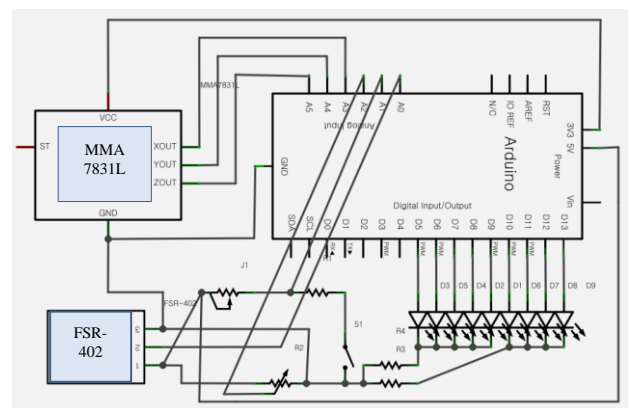 MMA7831L
VCC
ST
MMA
7831L
XOUT
YOUT
ZOUT
GND
A5
A4
A3
A2
A1
A0
Analog Input
N/C
IO REF
AREF
RST
3V3
5V
Power
Vin
GND
Arduino
Digital Input/Output
SDA
SCL
D0
D1
D2
D3
D4
D5
D6
D7
D8
D9
D10
D11
D12
D13
RX
TX
PWM
PWM
PWM
PWM
PWM
PWM
J1
FSR-402
D3
D5
D4
D2
D1
D6
D7
D8
D9
FSR-
402
3
2
1
R2
S1
R4
R3